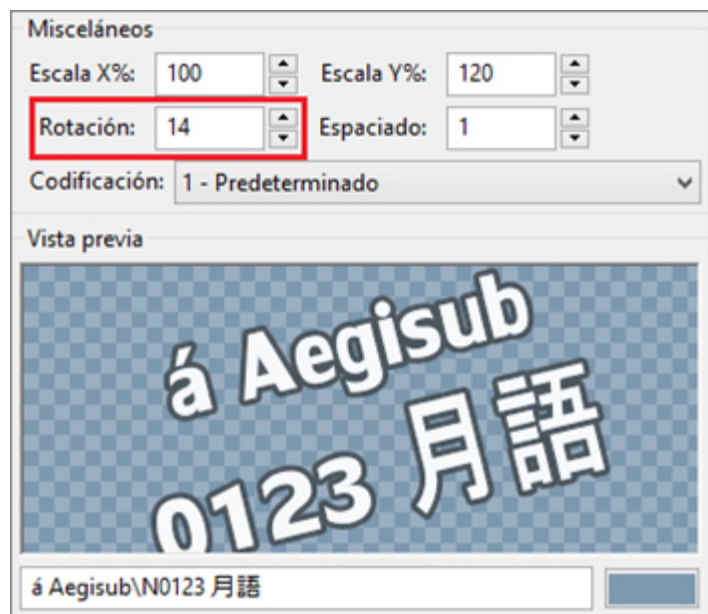 Misceláneos
Escala X%: 100 Escala Y%: 120
Rotación: 14 Espaciado: 1
Codificación: 1 - Predeterminado
Vista previa
á Aegisub
0123 月語
á Aegisub\N0123 月語